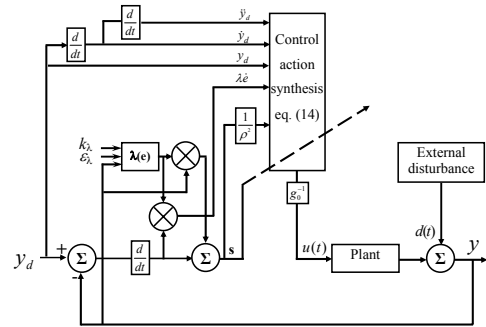 d
dt
ÿ_d
d
dt
ẏ_d
y_d
λė
Control
action
synthesis
eq. (14)
1
ρ²
k_λ
ε_λ
λ(e)
g₀⁻¹
External
disturbance
d
dt
s
u(t)
Plant
d(t)
y
y_d
+
-
Σ
Σ
Σ